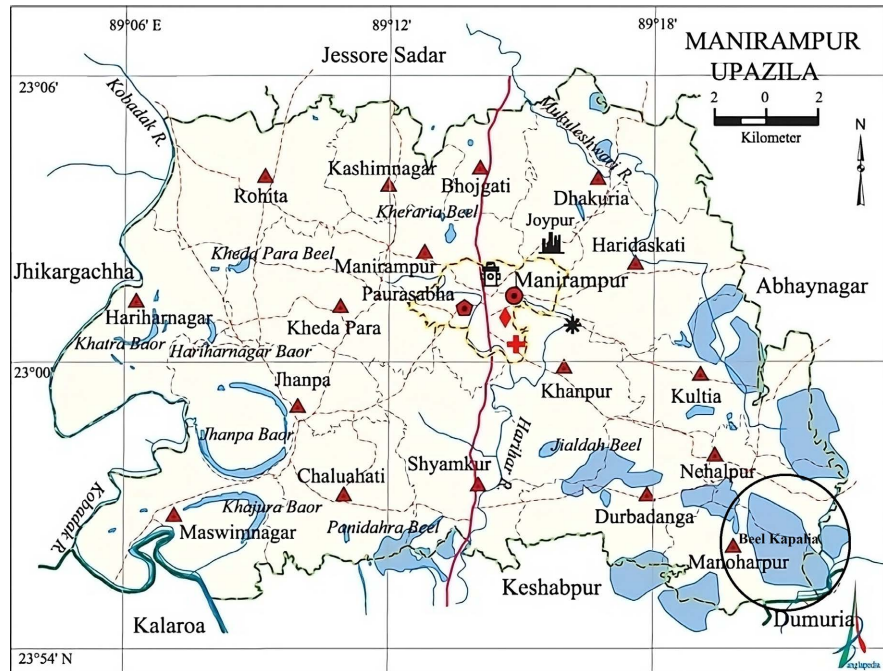 89°06' E
89°12'
89°18'
Jessore Sadar
MANIRAMPUR
UPAZILA
2 0 2
Kilometer
N
23°06'
Kobadak R.
Mukuleshwari R.
Kashimnagar
Rohita
Bhojgati
Dhakuria
Kheraria Beel
Joypur
Haridaskati
Kheda Para Beel
Manirampur
Jhikargachha
Manirampur
Abhaynagar
Paurasabha
Hariharnagar
Kheda Para
Khatra Baor
Hariharnagar Baor
23°00'
Jhanpa
Khanpur
Kultia
Jhanpa Baor
Harihar R.
Jialdah Beel
Shyamkur
Nehalpur
Chaluahati
Kobadak R.
Khajura Baor
Durbadanga
Maswimnagar
Panidahra Beel
Beel Kapalia
Manoharpur
Keshabpur
Kalaroa
Dumuria
23°54' N
Banglapedia